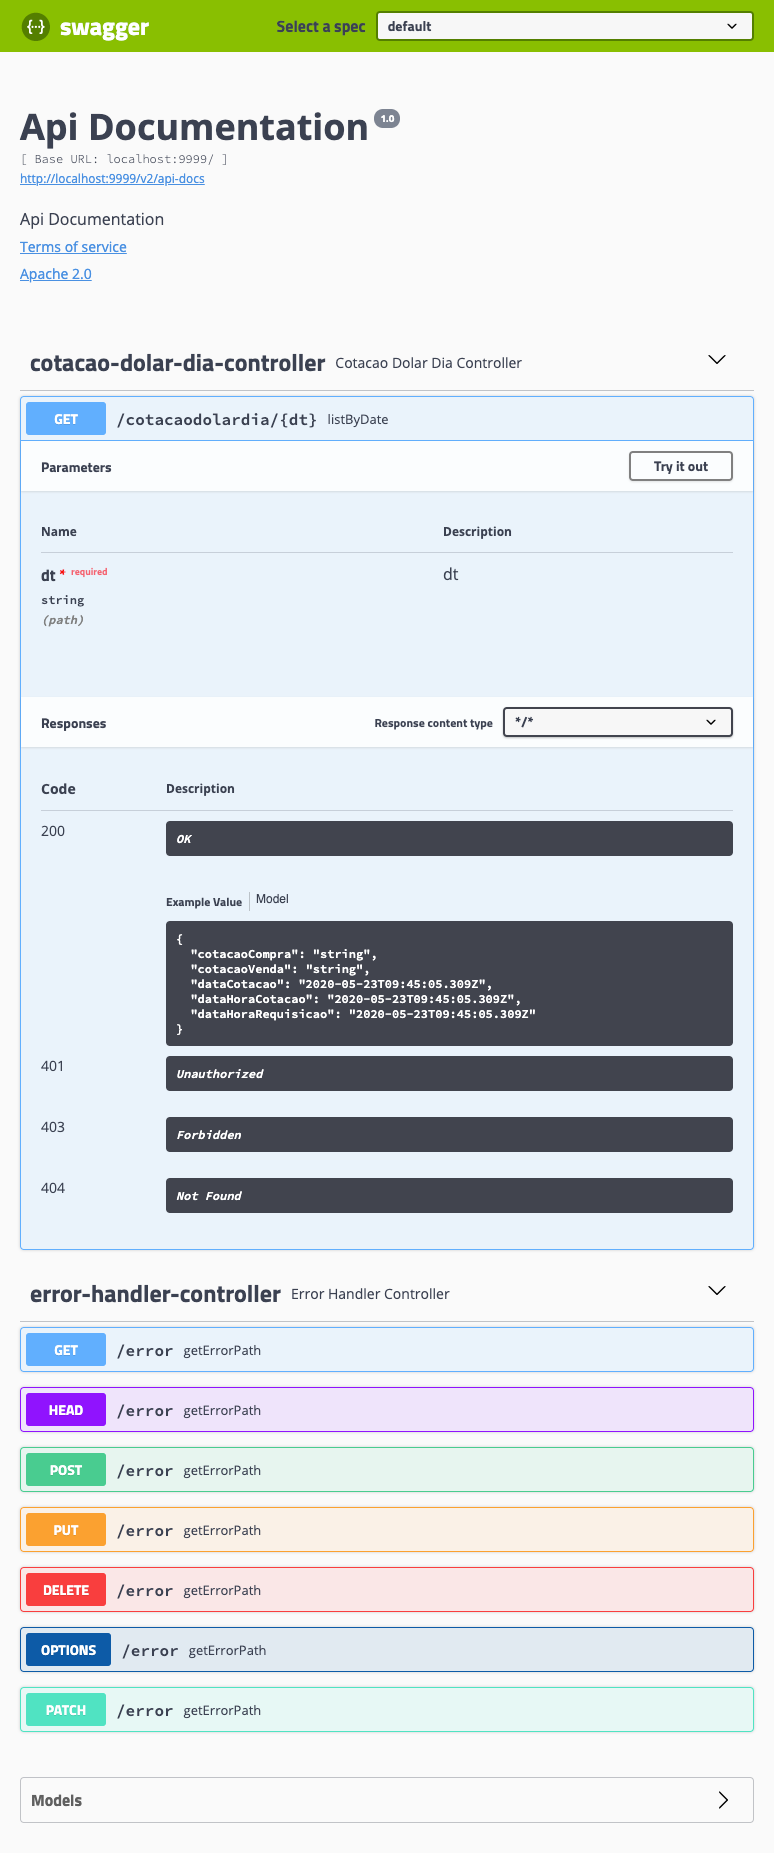 {...} swagger
Select a spec
default
Api Documentation 1.0
[ Base URL: localhost:9999/ ]
http://localhost:9999/v2/api-docs
Api Documentation
Terms of service
Apache 2.0
cotacao-dolar-dia-controller Cotacao Dolar Dia Controller
GET /cotacaodolardia/{dt} listByDate
Parameters
Try it out
Name Description
dt * required
dt
string
(path)
Responses
Response content type
*/*
Code Description
200
OK
Example Value Model
{
  "cotacaoCompra": "string",
  "cotacaoVenda": "string",
  "dataCotacao": "2020-05-23T09:45:05.309Z",
  "dataHoraCotacao": "2020-05-23T09:45:05.309Z",
  "dataHoraRequisicao": "2020-05-23T09:45:05.309Z"
}
401
Unauthorized
403
Forbidden
404
Not Found
error-handler-controller Error Handler Controller
GET /error getErrorPath
HEAD /error getErrorPath
POST /error getErrorPath
PUT /error getErrorPath
DELETE /error getErrorPath
OPTIONS /error getErrorPath
PATCH /error getErrorPath
Models